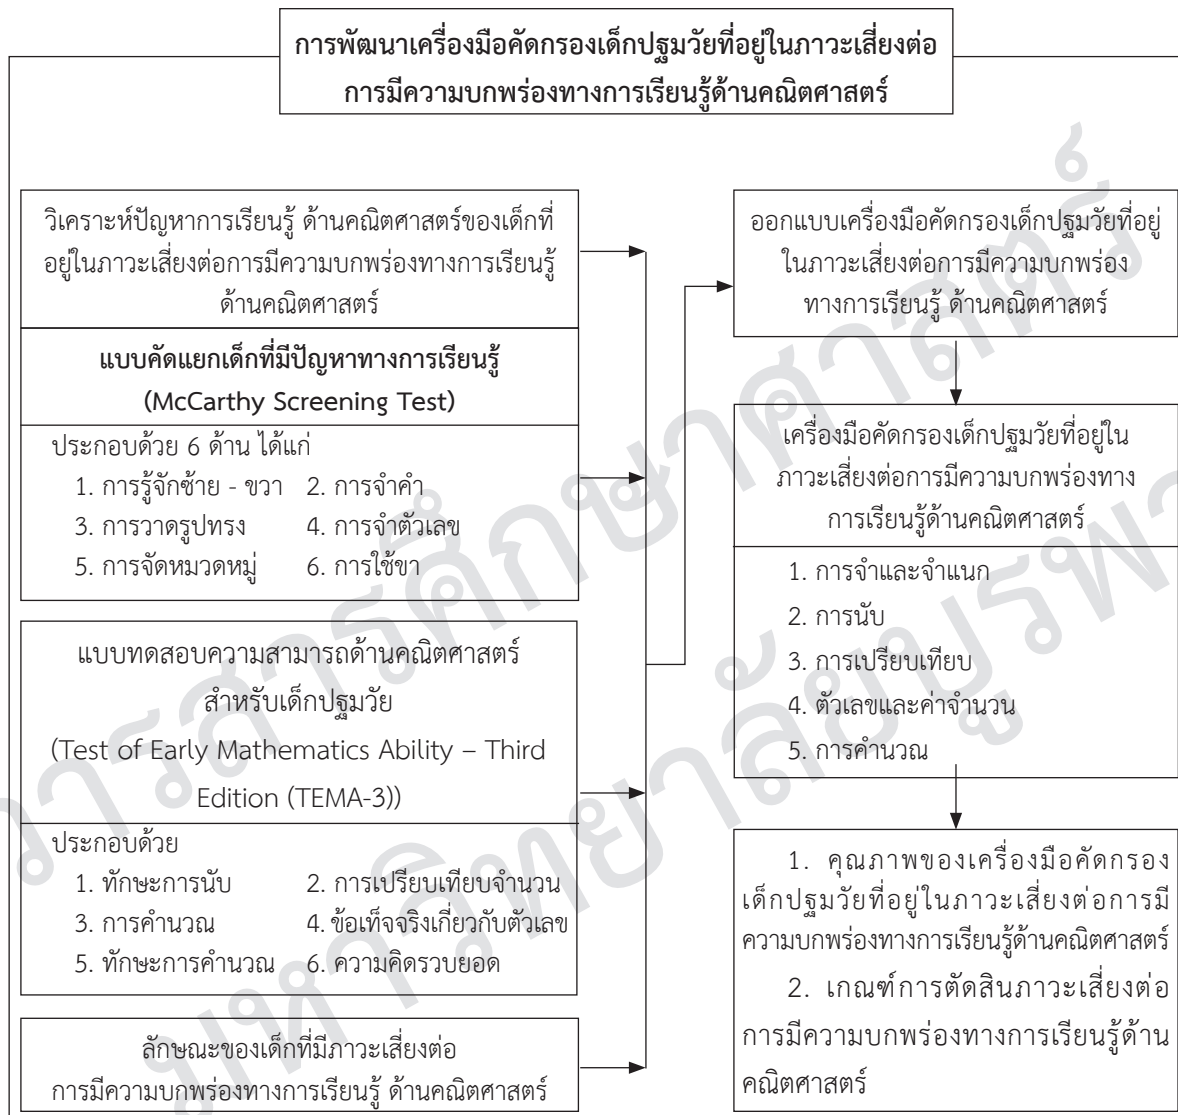 การพัฒนาเครื่องมือคัดกรองเด็กปฐมวัยที่อยู่ในภาวะเสี่ยงต่อ
การมีความบกพร่องทางการเรียนรู้ด้านคณิตศาสตร์
วิเคราะห์ปัญหาการเรียนรู้ ด้านคณิตศาสตร์ของเด็กที่
อยู่ในภาวะเสี่ยงต่อการมีความบกพร่องทางการเรียนรู้
ด้านคณิตศาสตร์
แบบคัดแยกเด็กที่มีปัญหาทางการเรียนรู้
(McCarthy Screening Test)
ประกอบด้วย 6 ด้าน ได้แก่
1. การรู้จักซ้าย - ขวา 2. การจำคำ
3. การวาดรูปทรง 4. การจำตัวเลข
5. การจัดหมวดหมู่ 6. การใช้ขา
แบบทดสอบความสามารถด้านคณิตศาสตร์
สำหรับเด็กปฐมวัย
(Test of Early Mathematics Ability – Third
Edition (TEMA-3))
ประกอบด้วย
1. ทักษะการนับ 2. การเปรียบเทียบจำนวน
3. การคำนวณ 4. ข้อเท็จจริงเกี่ยวกับตัวเลข
5. ทักษะการคำนวณ 6. ความคิดรวบยอด
ลักษณะของเด็กที่มีภาวะเสี่ยงต่อ
การมีความบกพร่องทางการเรียนรู้ ด้านคณิตศาสตร์
ออกแบบเครื่องมือคัดกรองเด็กปฐมวัยที่อยู่
ในภาวะเสี่ยงต่อการมีความบกพร่อง
ทางการเรียนรู้ ด้านคณิตศาสตร์
เครื่องมือคัดกรองเด็กปฐมวัยที่อยู่ใน
ภาวะเสี่ยงต่อการมีความบกพร่องทาง
การเรียนรู้ด้านคณิตศาสตร์
1. การจำและจำแนก
2. การนับ
3. การเปรียบเทียบ
4. ตัวเลขและค่าจำนวน
5. การคำนวณ
1. คุณภาพของเครื่องมือคัดกรอง
เด็กปฐมวัยที่อยู่ในภาวะเสี่ยงต่อการมี
ความบกพร่องทางการเรียนรู้ด้านคณิตศาสตร์
2. เกณฑ์การตัดสินภาวะเสี่ยงต่อ
การมีความบกพร่องทางการเรียนรู้ด้าน
คณิตศาสตร์
วารสารศึกษาศาสตร์
มหาวิทยาลัยบูรพา